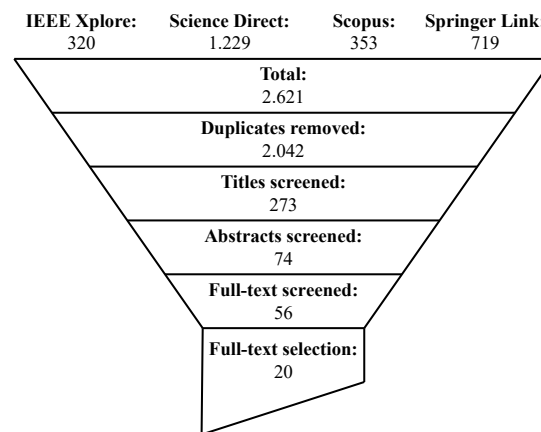 IEEE Xplore: Science Direct: Scopus: Springer Link:
320 1.229 353 719
Total:
2.621
Duplicates removed:
2.042
Titles screened:
273
Abstracts screened:
74
Full-text screened:
56
Full-text selection:
20